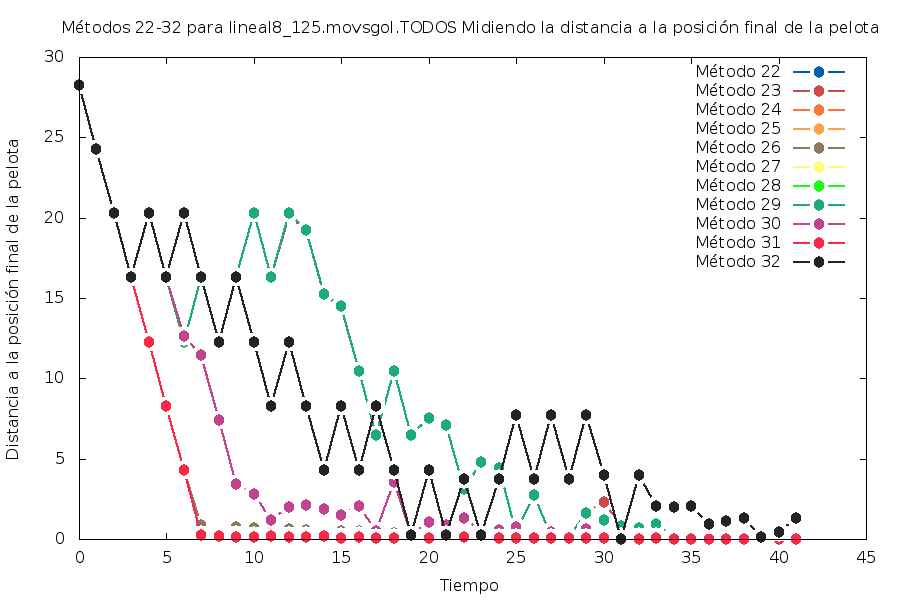 Métodos 22-32 para lineal8_125.movsgol.TODOS Midiendo la distancia a la posición final de la pelota
30
25
20
15
10
5
0
Distancia a la posición final de la pelota
Método 22
Método 23
Método 24
Método 25
Método 26
Método 27
Método 28
Método 29
Método 30
Método 31
Método 32
0 5 10 15 20 25 30 35 40 45
Tiempo